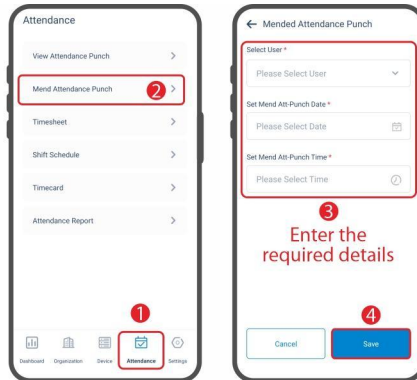 Attendance
View Attendance Punch
Mend Attendance Punch
2
Timesheet
Shift Schedule
Timecard
Attendance Report
1
Dashboard Organization Device Attendance Settings
Mended Attendance Punch
Select User *
Please Select User
Set Mend Att-Punch Date *
Please Select Date
Set Mend Att-Punch Time *
Please Select Time
3
Enter the
required details
4
Cancel Save